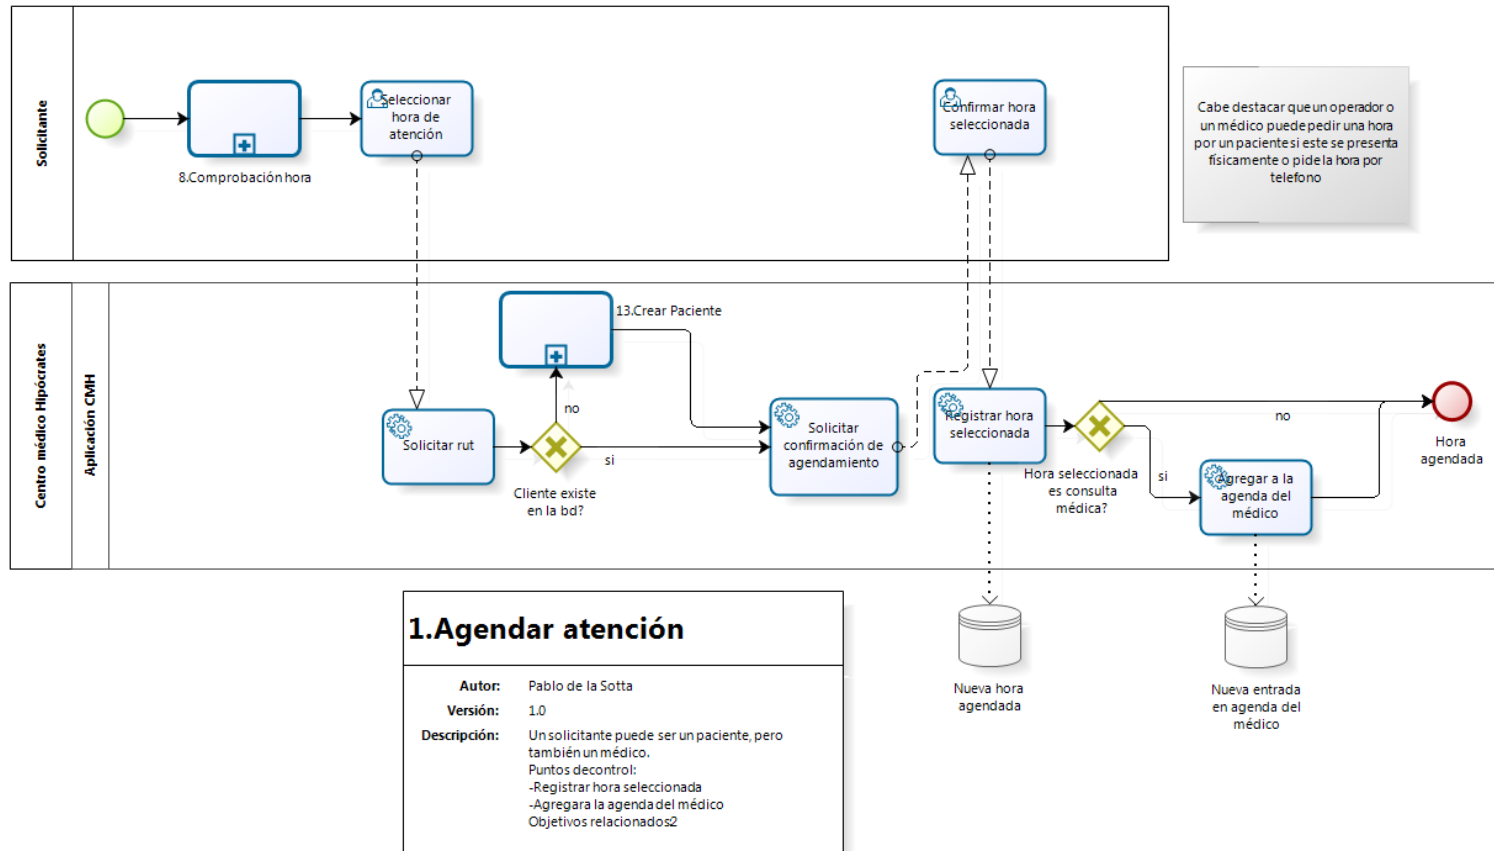 Solicitante
8.Comprobación hora
Seleccionar
hora de
atención
Confirmar hora
seleccionada
Cabe destacar que un operador o
un médico puede pedir una hora
por un paciente si este se presenta
físicamente o pide la hora por
telefono
Centro médico Hipócrates
Aplicación CMH
13.Crear Paciente
no
Solicitar rut
si
Cliente existe
en la bd?
Solicitar
confirmación de
agendamiento
Registrar hora
seleccionada
no
Hora seleccionada
es consulta
médica?
si
Agregar a la
agenda del
médico
Hora
agendada
Nueva hora
agendada
Nueva entrada
en agenda del
médico
1.Agendar atención
Autor: Pablo de la Sotta
Versión: 1.0
Descripción: Un solicitante puede ser un paciente, pero
también un médico.
Puntos decontrol:
-Registrar hora seleccionada
-Agregara la agenda del médico
Objetivos relacionados2